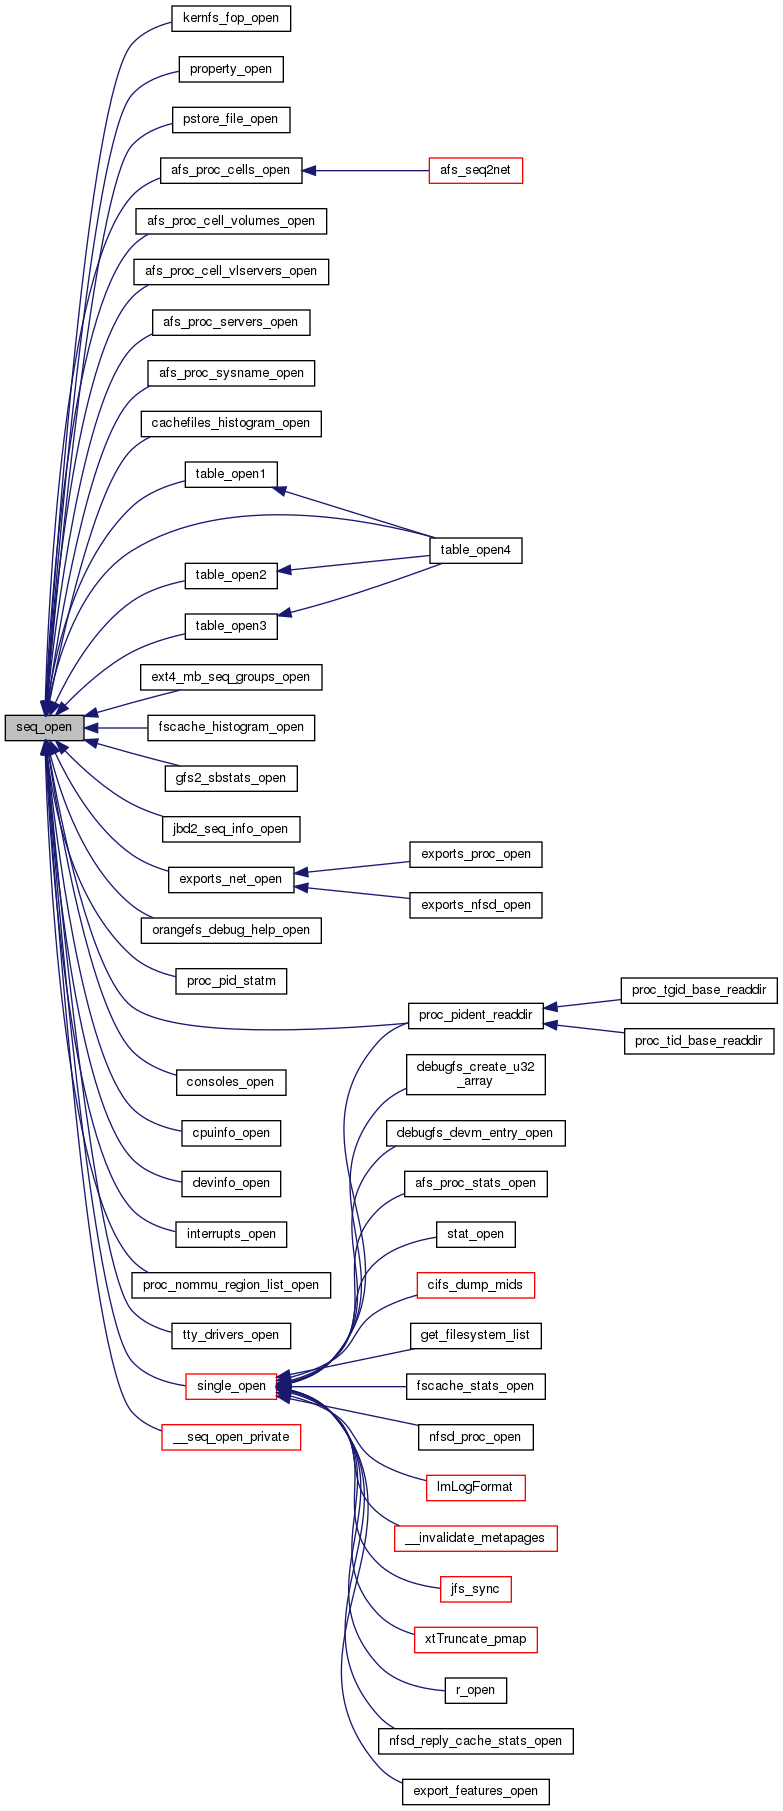 kernfs_fop_open
property_open
pstore_file_open
afs_proc_cells_open
afs_seq2net
afs_proc_cell_volumes_open
afs_proc_cell_vlservers_open
afs_proc_servers_open
afs_proc_sysname_open
cachefiles_histogram_open
table_open1
table_open4
table_open2
table_open3
ext4_mb_seq_groups_open
seq_open
fscache_histogram_open
gfs2_sbstats_open
jbd2_seq_info_open
exports_proc_open
exports_net_open
exports_nfsd_open
orangefs_debug_help_open
proc_pid_statm
proc_tgid_base_readdir
proc_pident_readdir
proc_tid_base_readdir
debugfs_create_u32
_array
consoles_open
cpuinfo_open
debugfs_devm_entry_open
devinfo_open
afs_proc_stats_open
interrupts_open
stat_open
proc_nommu_region_list_open
cifs_dump_mids
tty_drivers_open
get_filesystem_list
single_open
fscache_stats_open
__seq_open_private
nfsd_proc_open
lmLogFormat
__invalidate_metapages
jfs_sync
xtTruncate_pmap
r_open
nfsd_reply_cache_stats_open
export_features_open